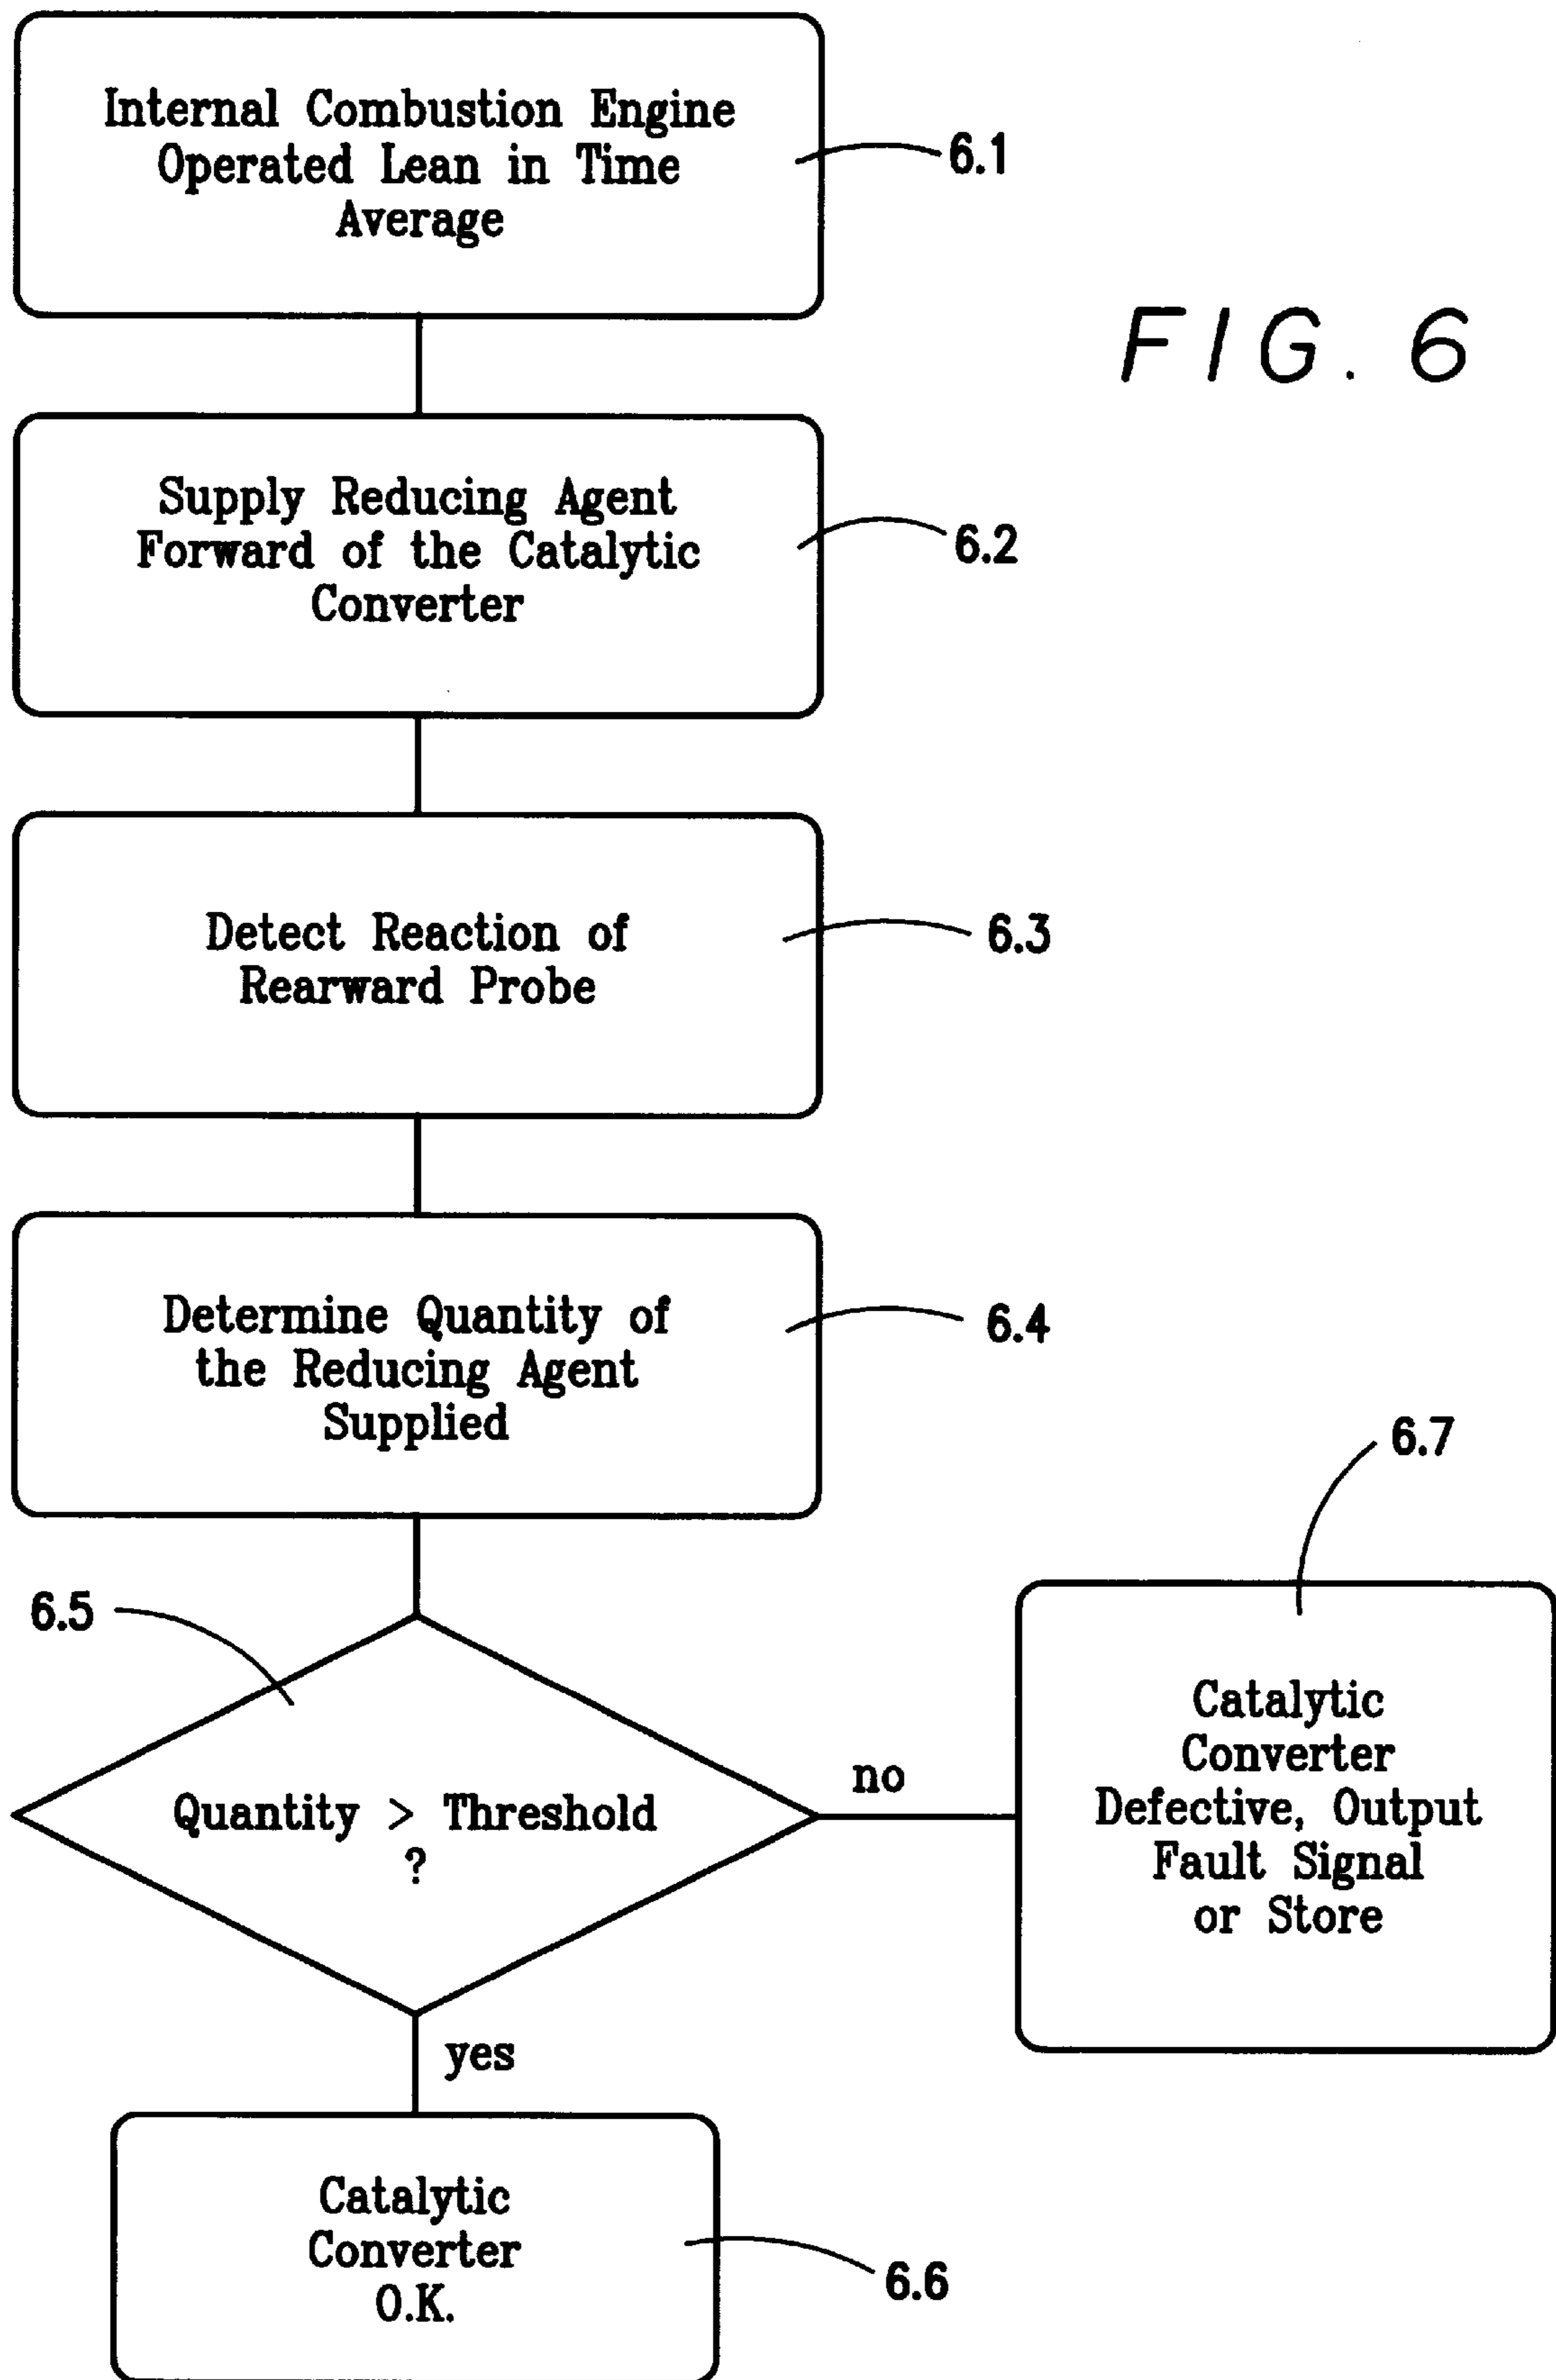 Internal Combustion Engine
Operated Lean in Time
Average
6.1
FIG. 6
Supply Reducing Agent
Forward of the Catalytic
Converter
6.2
Detect Reaction of
Rearward Probe
6.3
Determine Quantity of
the Reducing Agent
Supplied
6.4
6.5
Quantity > Threshold
?
no
6.7
Catalytic
Converter
Defective, Output
Fault Signal
or Store
yes
Catalytic
Converter
O.K.
6.6